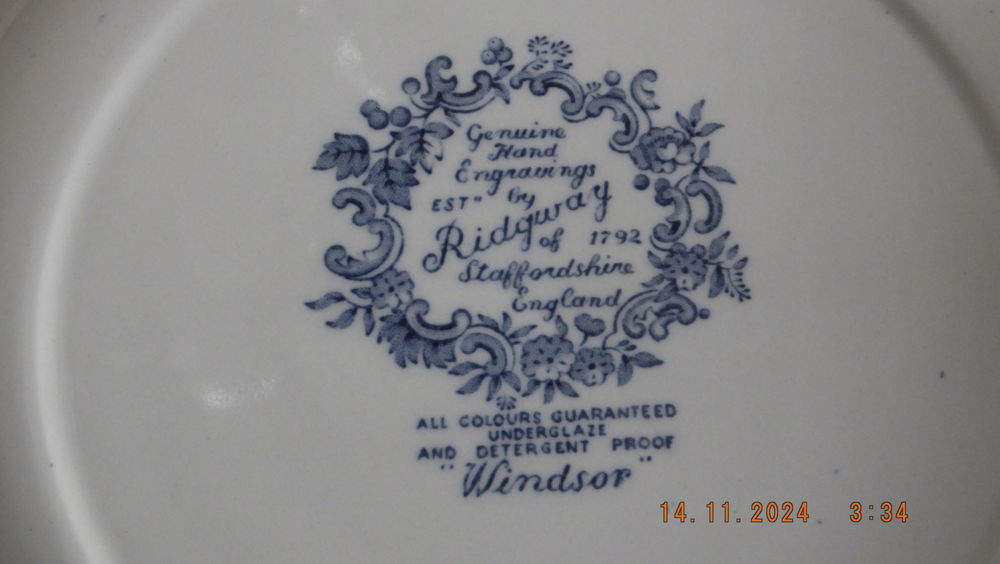 Genuine
Hand
Engravings
ESTD by
Ridgway
of 1792
Staffordshire
England
ALL COLOURS GUARANTEED
UNDERGLAZE
AND DETERGENT PROOF
"Windsor"
14.11.2024 3:34